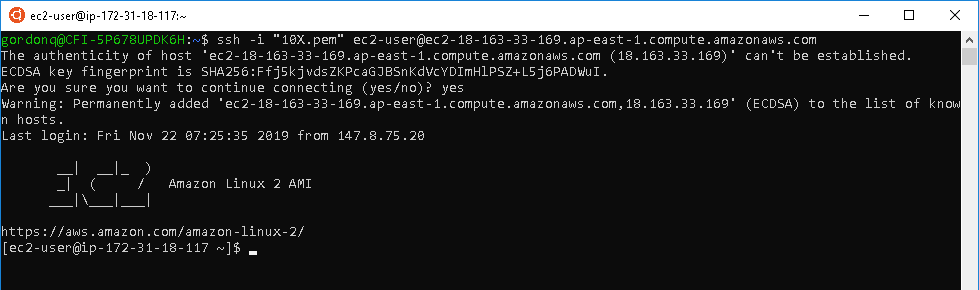 ec2-user@ip-172-31-18-117:~
gordonq@CFI-5P678UPDK6H:~$ ssh -i "10X.pem" ec2-user@ec2-18-163-33-169.ap-east-1.compute.amazonaws.com
The authenticity of host 'ec2-18-163-33-169.ap-east-1.compute.amazonaws.com (18.163.33.169)' can't be established.
ECDSA key fingerprint is SHA256:Ffj5kjvdsZKPcaGJBSnKdVcYDImHlPSZ+L5j6PADWuI.
Are you sure you want to continue connecting (yes/no)? yes
Warning: Permanently added 'ec2-18-163-33-169.ap-east-1.compute.amazonaws.com,18.163.33.169' (ECDSA) to the list of know
n hosts.
Last login: Fri Nov 22 07:25:35 2019 from 147.8.75.20
       __|  __|_  )
       _|  (     /   Amazon Linux 2 AMI
      ___|\___|___|
https://aws.amazon.com/amazon-linux-2/
[ec2-user@ip-172-31-18-117 ~]$